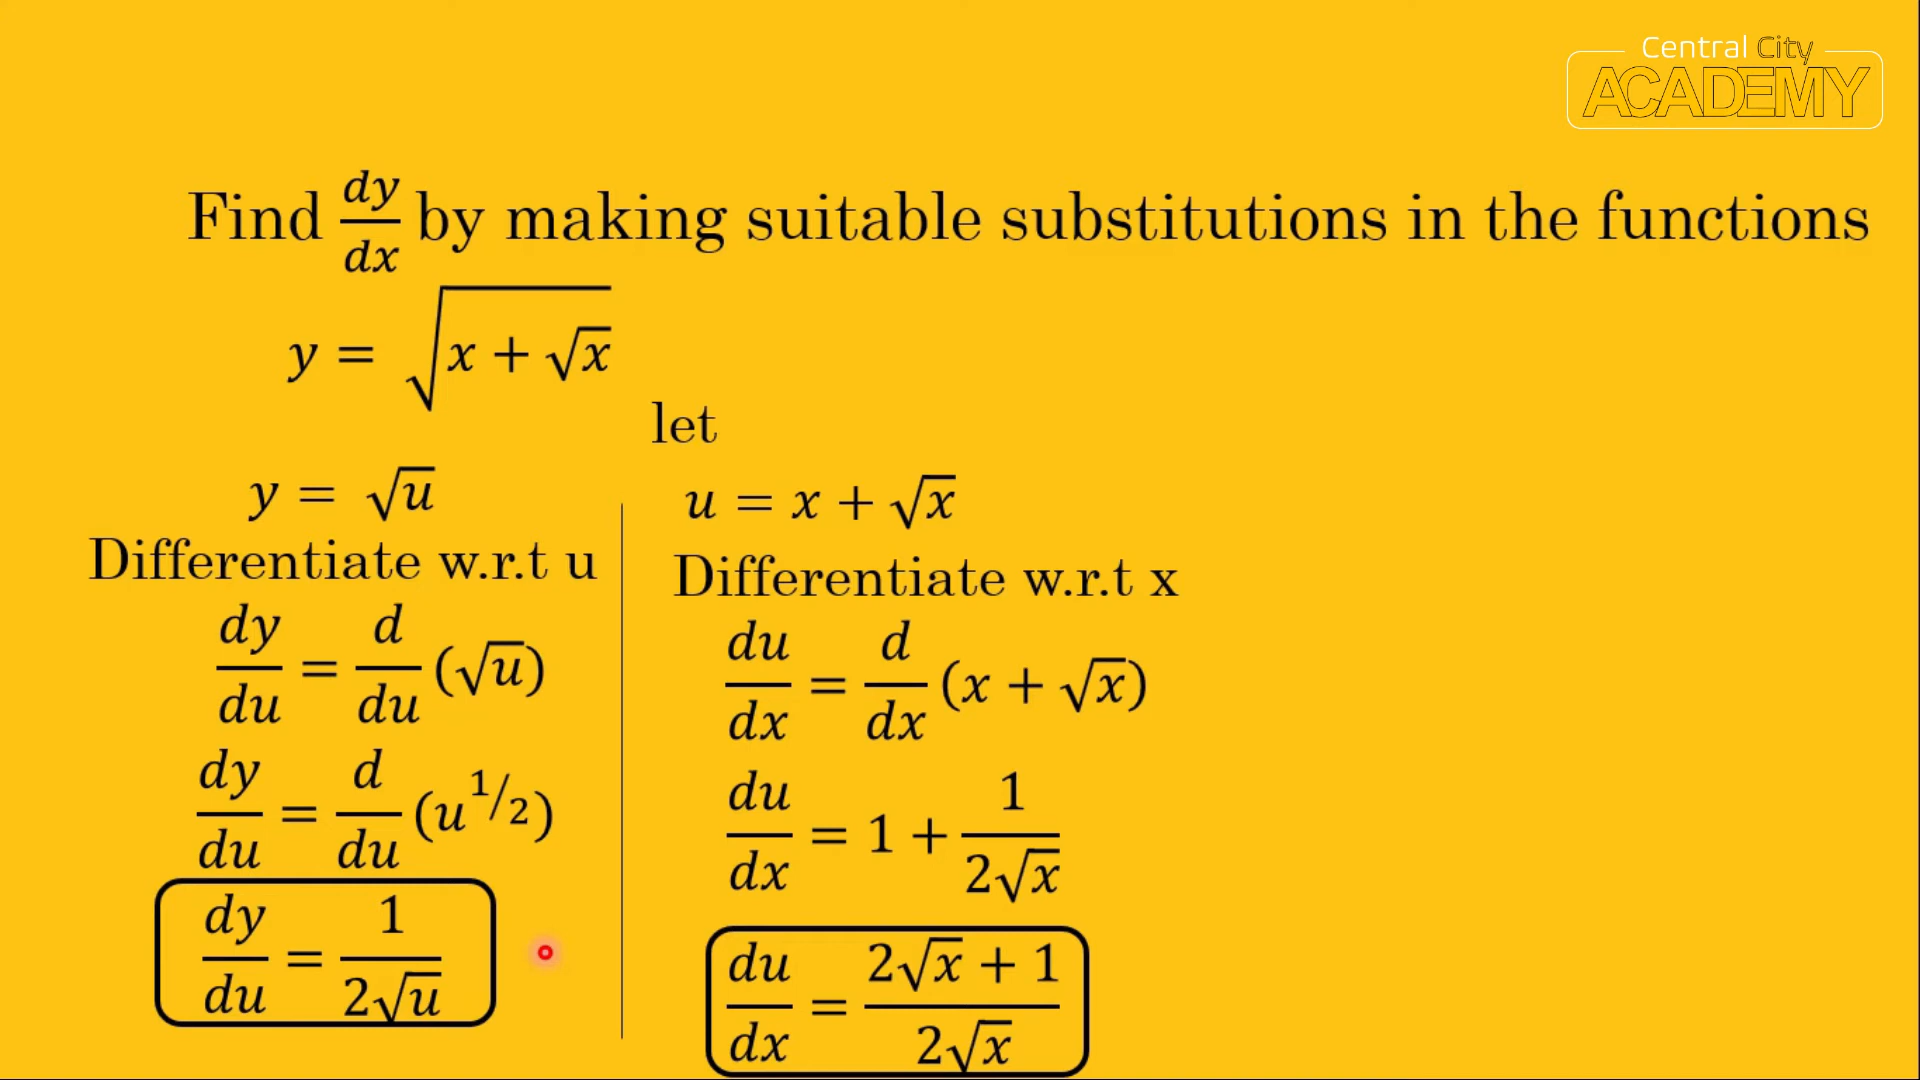 Central City
ACADEMY
Find dy/dx by making suitable substitutions in the functions
y = √(x + √x)
let
y = √u
Differentiate w.r.t u
dy/du = d/du (√u)
dy/du = d/du (u^1/2)
dy/du = 1/(2√u)
u = x + √x
Differentiate w.r.t x
du/dx = d/dx (x + √x)
du/dx = 1 + 1/(2√x)
du/dx = (2√x + 1)/(2√x)